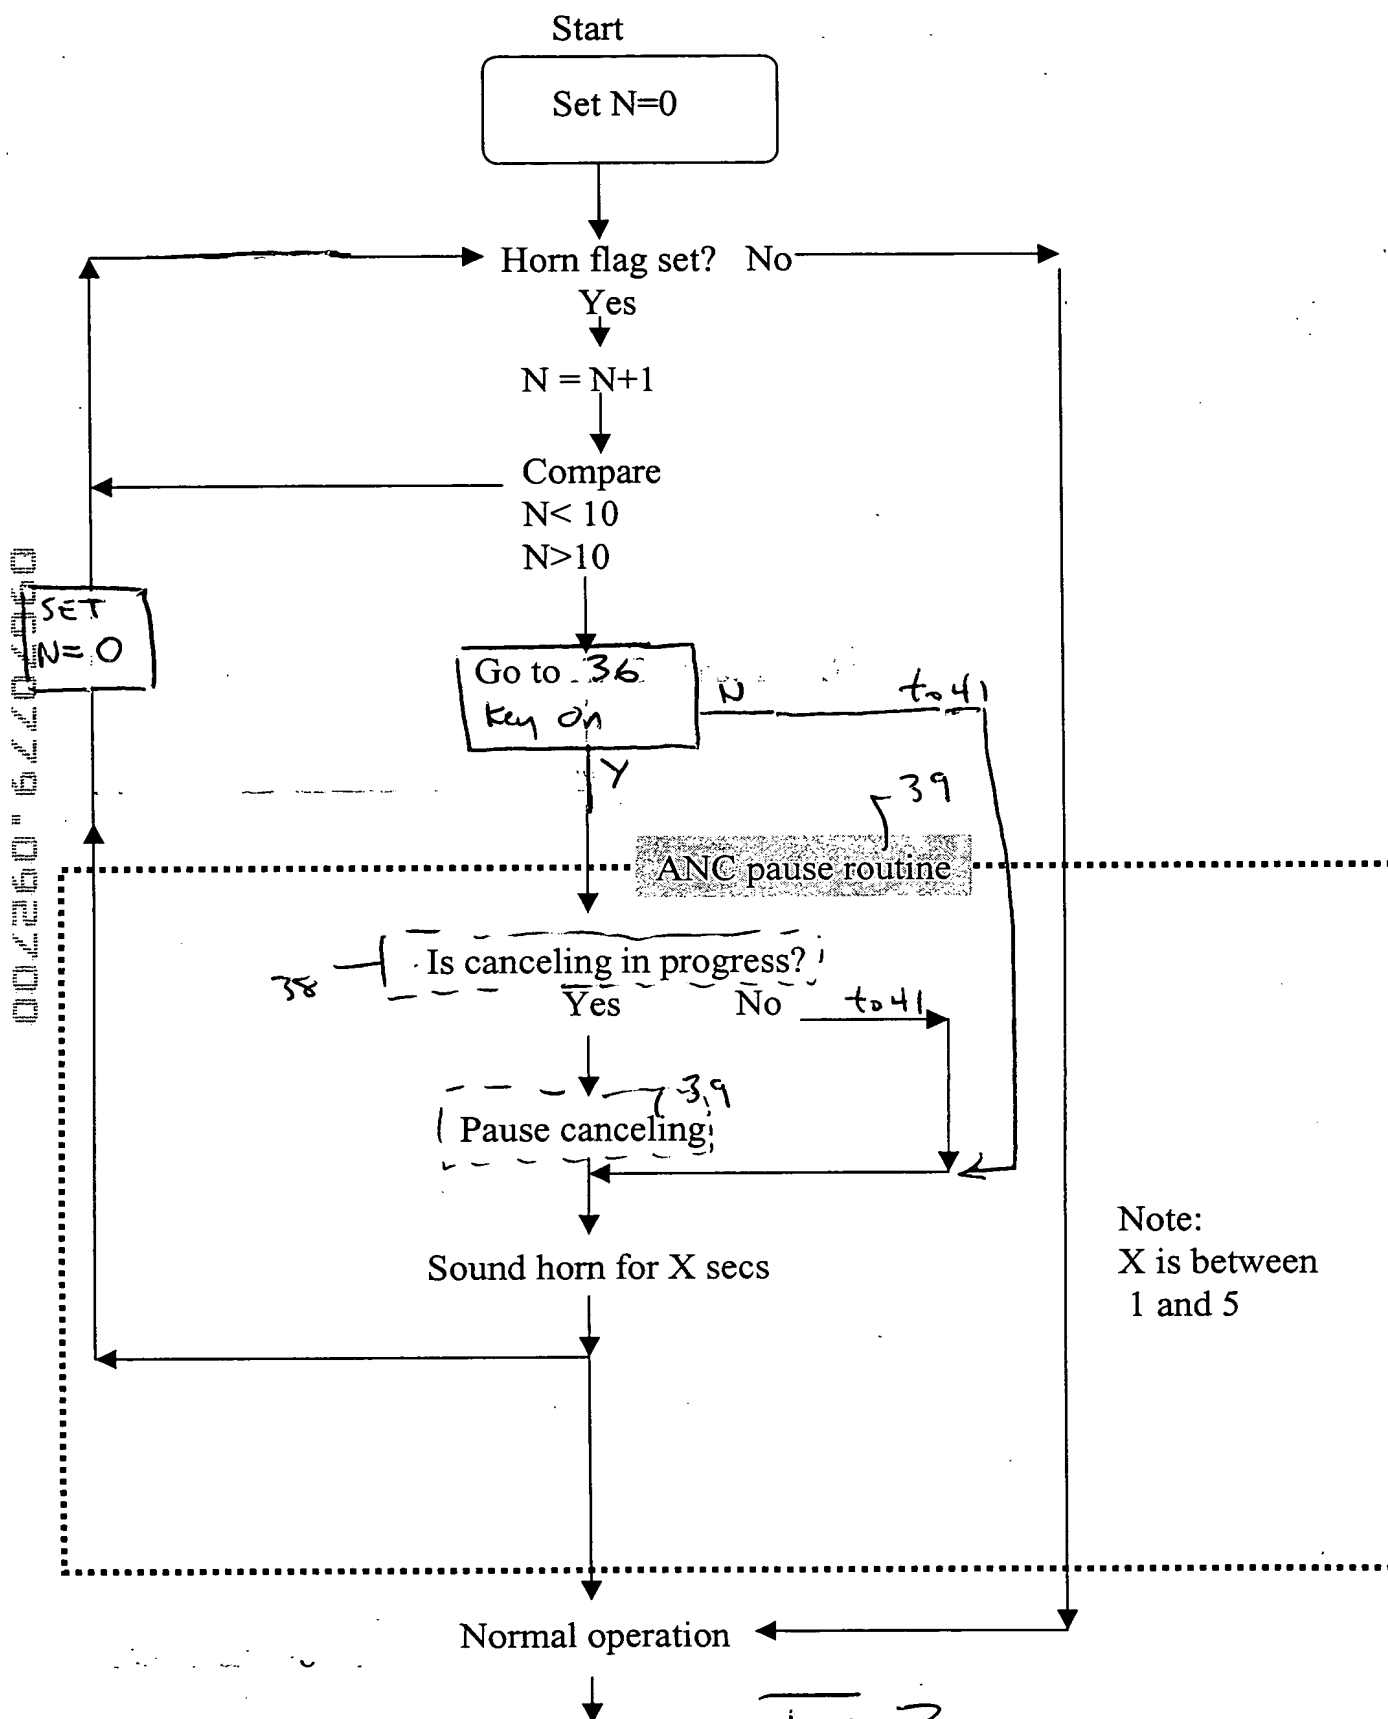 Start
Set N=0
Horn flag set? No
Yes
N = N+1
Compare
N< 10
N>10
SET
N= 0
Go to 36
Key On
N
to 41
Y
39
ANC pause routine
Is canceling in progress?
38
Yes No to 41
39
Pause canceling
Sound horn for X secs
Note:
X is between
1 and 5
Normal operation